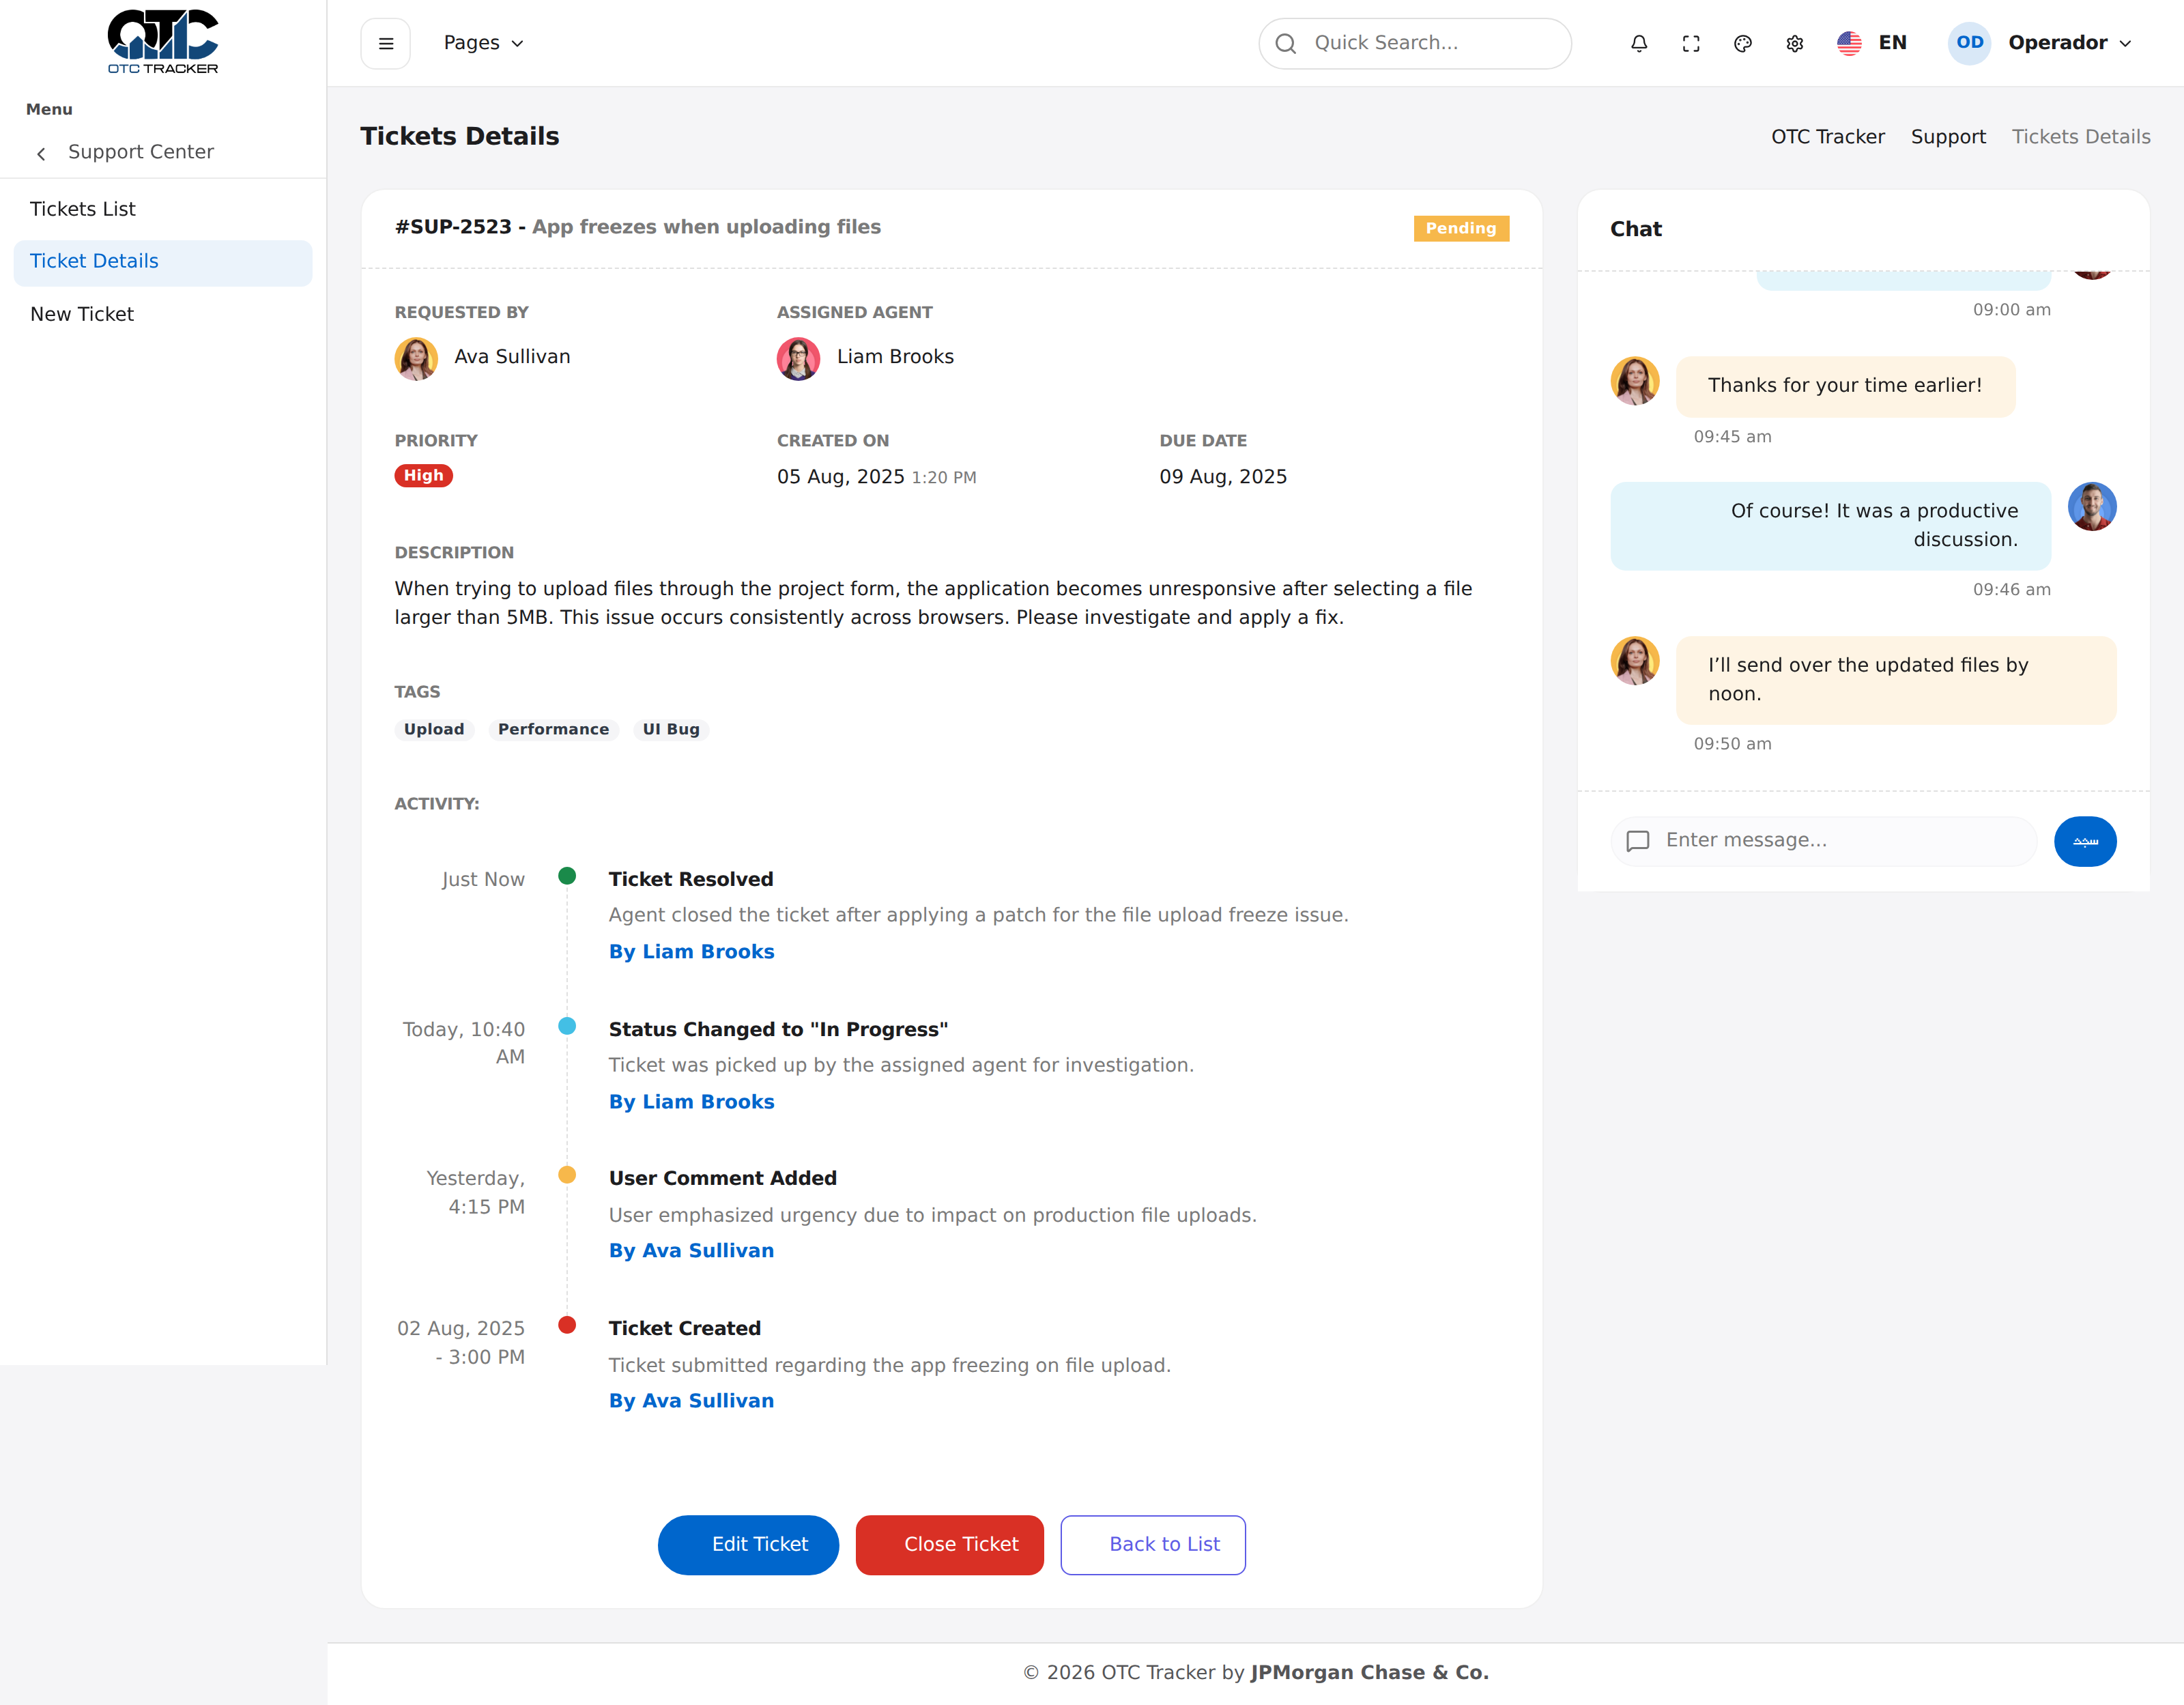 OTC
OTC TRACKER
Menu
Support Center
Tickets List
Ticket Details
New Ticket
Pages
Quick Search...
EN
OD
Operador
Tickets Details
OTC Tracker
Support
Tickets Details
#SUP-2523 - App freezes when uploading files
Pending
REQUESTED BY
Ava Sullivan
ASSIGNED AGENT
Liam Brooks
PRIORITY
High
CREATED ON
05 Aug, 2025 1:20 PM
DUE DATE
09 Aug, 2025
DESCRIPTION
When trying to upload files through the project form, the application becomes unresponsive after selecting a file
larger than 5MB. This issue occurs consistently across browsers. Please investigate and apply a fix.
TAGS
Upload
Performance
UI Bug
ACTIVITY:
Just Now
Ticket Resolved
Agent closed the ticket after applying a patch for the file upload freeze issue.
By Liam Brooks
Today, 10:40
AM
Status Changed to "In Progress"
Ticket was picked up by the assigned agent for investigation.
By Liam Brooks
Yesterday,
4:15 PM
User Comment Added
User emphasized urgency due to impact on production file uploads.
By Ava Sullivan
02 Aug, 2025
- 3:00 PM
Ticket Created
Ticket submitted regarding the app freezing on file upload.
By Ava Sullivan
Edit Ticket
Close Ticket
Back to List
Chat
09:00 am
Thanks for your time earlier!
09:45 am
Of course! It was a productive
discussion.
09:46 am
I’ll send over the updated files by
noon.
09:50 am
Enter message...
© 2026 OTC Tracker by JPMorgan Chase & Co.